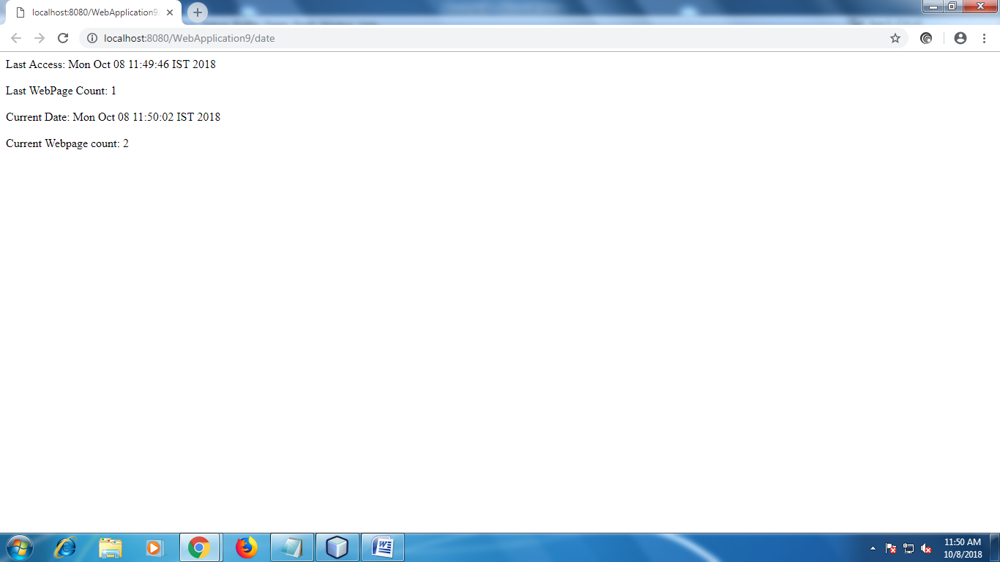 localhost:8080/WebApplication9/
localhost:8080/WebApplication9/date
Last Access: Mon Oct 08 11:49:46 IST 2018
Last WebPage Count: 1
Current Date: Mon Oct 08 11:50:02 IST 2018
Current Webpage count: 2
11:50 AM
10/8/2018